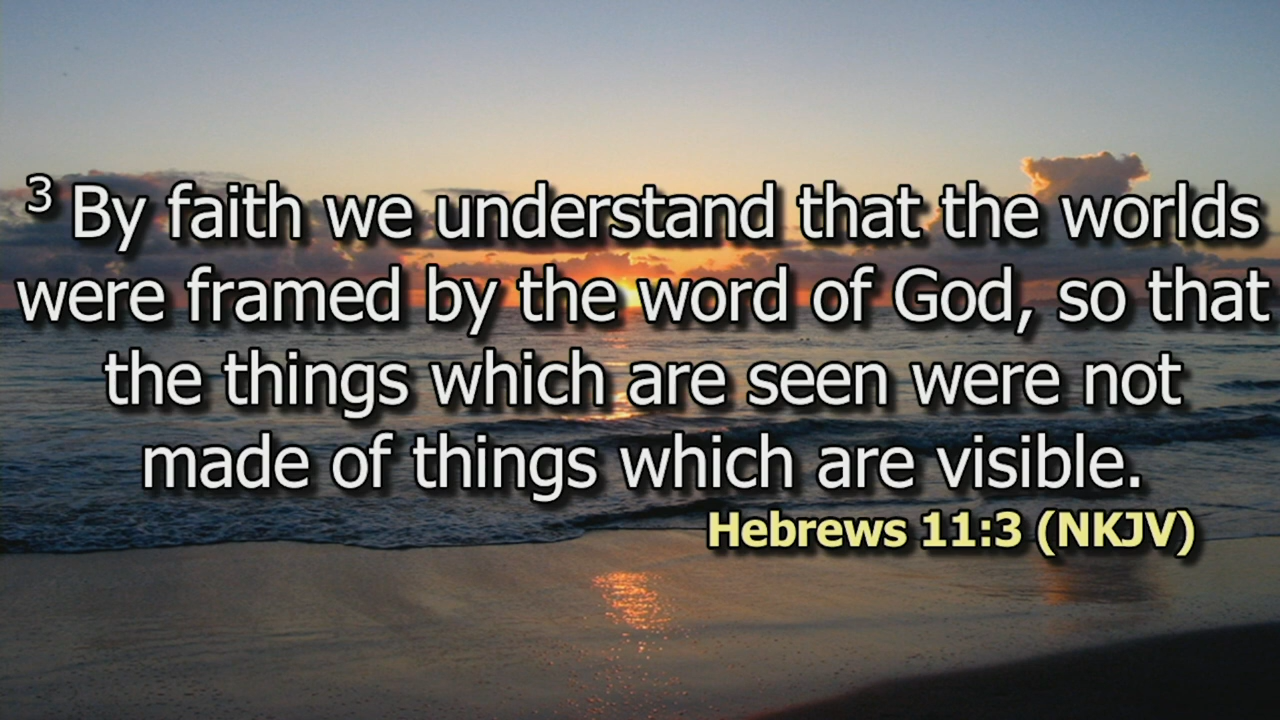 3 By faith we understand that the worlds
were framed by the word of God, so that
the things which are seen were not
made of things which are visible.
Hebrews 11:3 (NKJV)